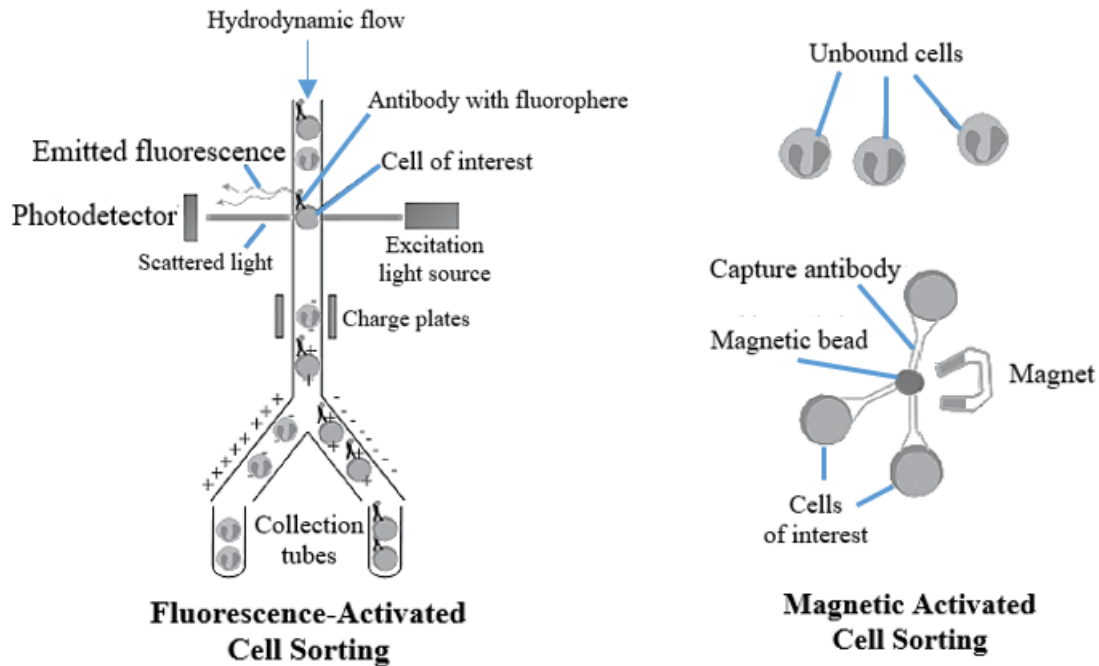 Hydrodynamic flow
Antibody with fluorophere
Emitted fluorescence
Cell of interest
Photodetector
Scattered light
Excitation
light source
Charge plates
Collection
tubes
Fluorescence-Activated
Cell Sorting
Unbound cells
Capture antibody
Magnetic bead
Magnet
Cells
of interest
Magnetic Activated
Cell Sorting